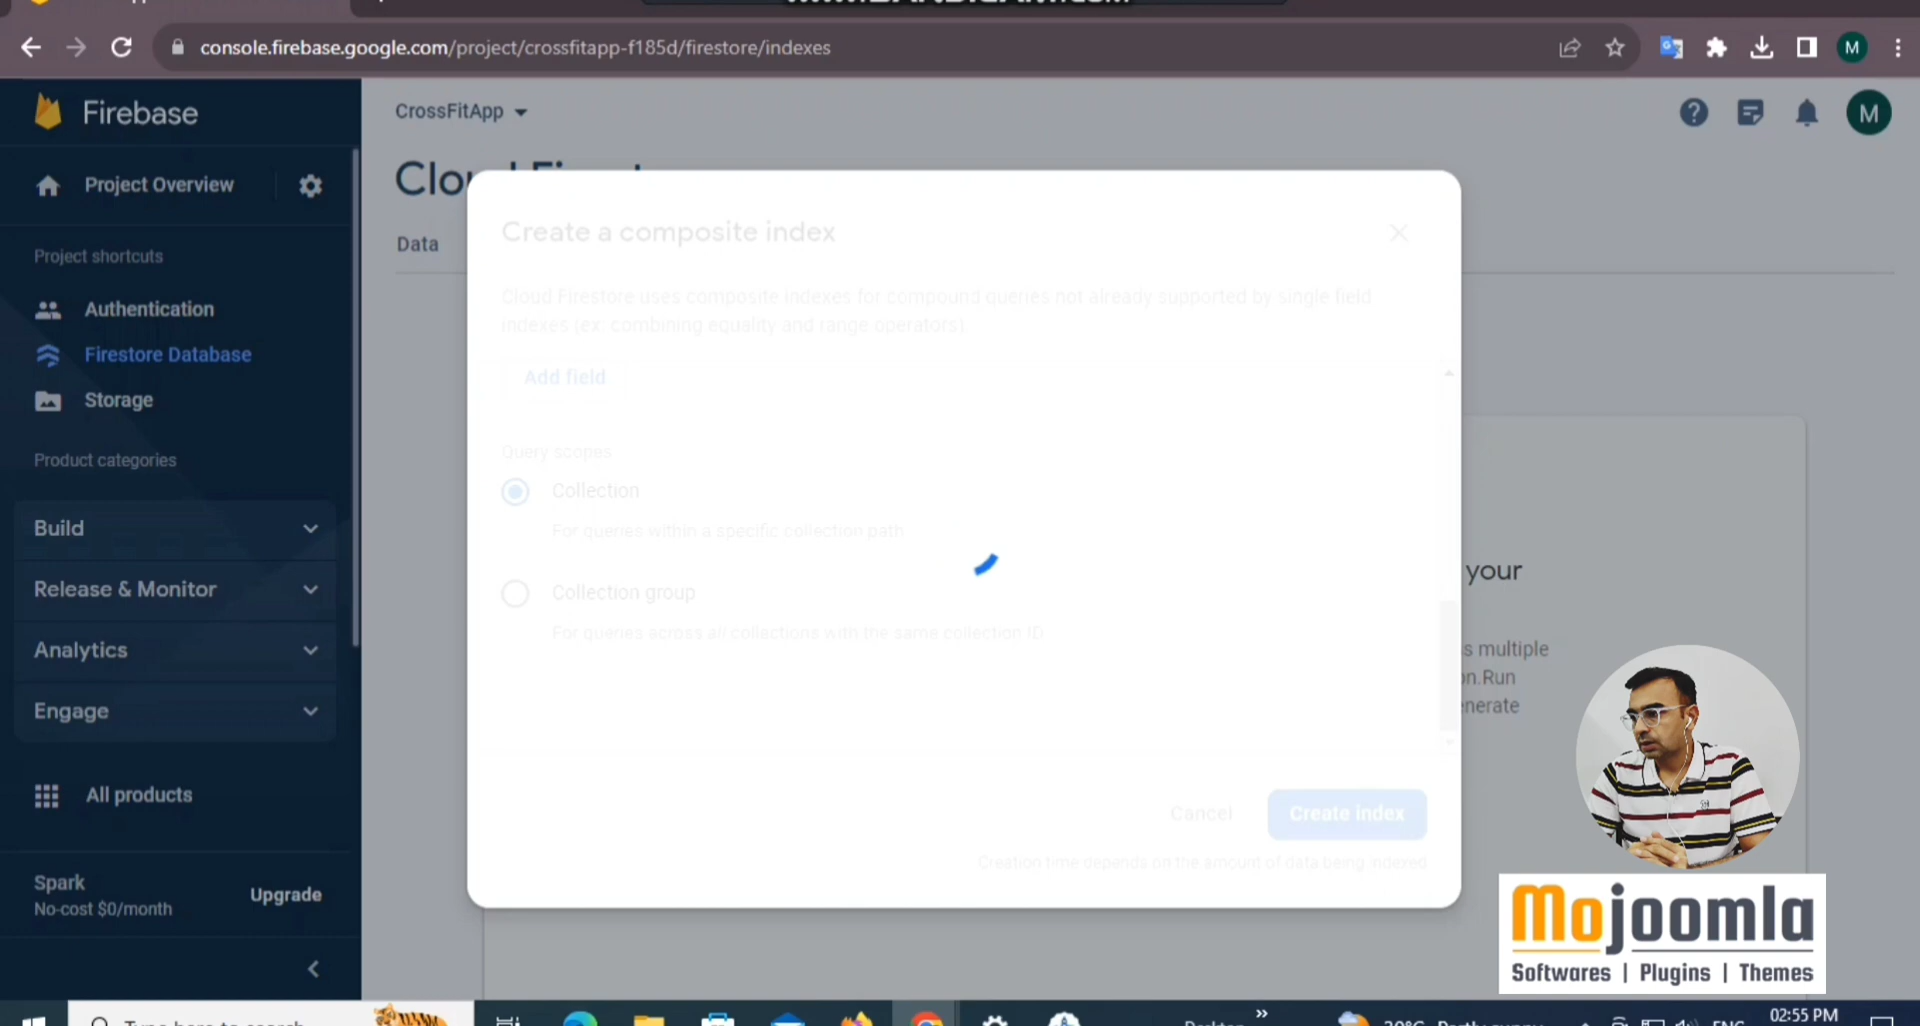 console.firebase.google.com/project/crossfitapp-f185d/firestore/indexes
M
Firebase
CrossFitApp
M
Project Overview
Data
Project shortcuts
Authentication
Firestore Database
Storage
Product categories
Build
Release & Monitor
Analytics
Engage
All products
Spark
No-cost $0/month
Upgrade
Create a composite index
Cloud Firestore uses composite indexes for compound queries not already supported by single field
indexes (ex: combining equality and range operators).
Add field
Query scopes
Collection
For queries within a specific collection path
Collection group
For queries across all collections with the same collection ID
Cancel
Create index
Creation time depends on the amount of data being indexed
your
s multiple
on.Run
enerate
Mojoomla
Softwares | Plugins | Themes
02:55 PM